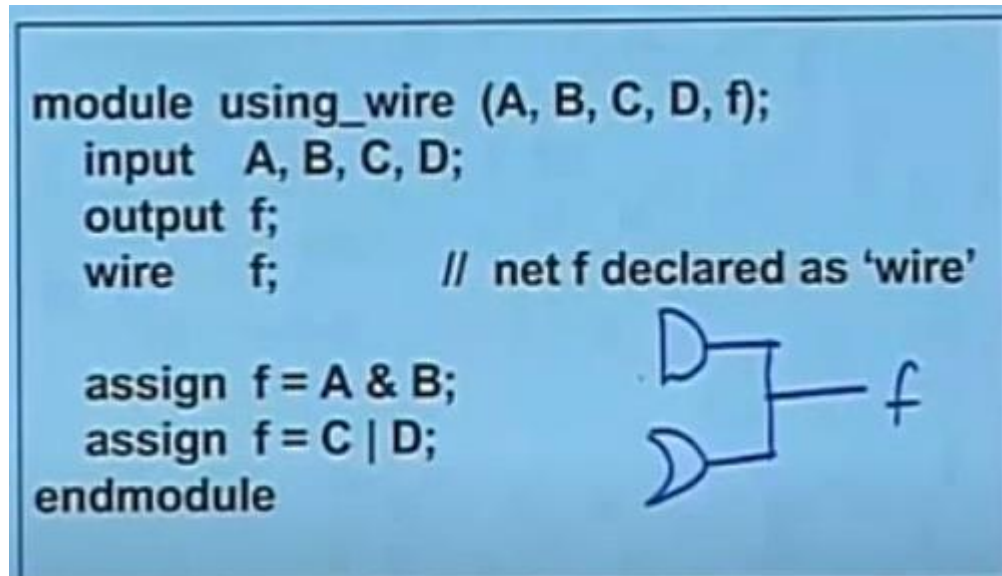 module using_wire (A, B, C, D, f);
input A, B, C, D;
output f;
wire f; // net f declared as ‘wire’
assign f = A & B;
assign f = C | D;
endmodule
f